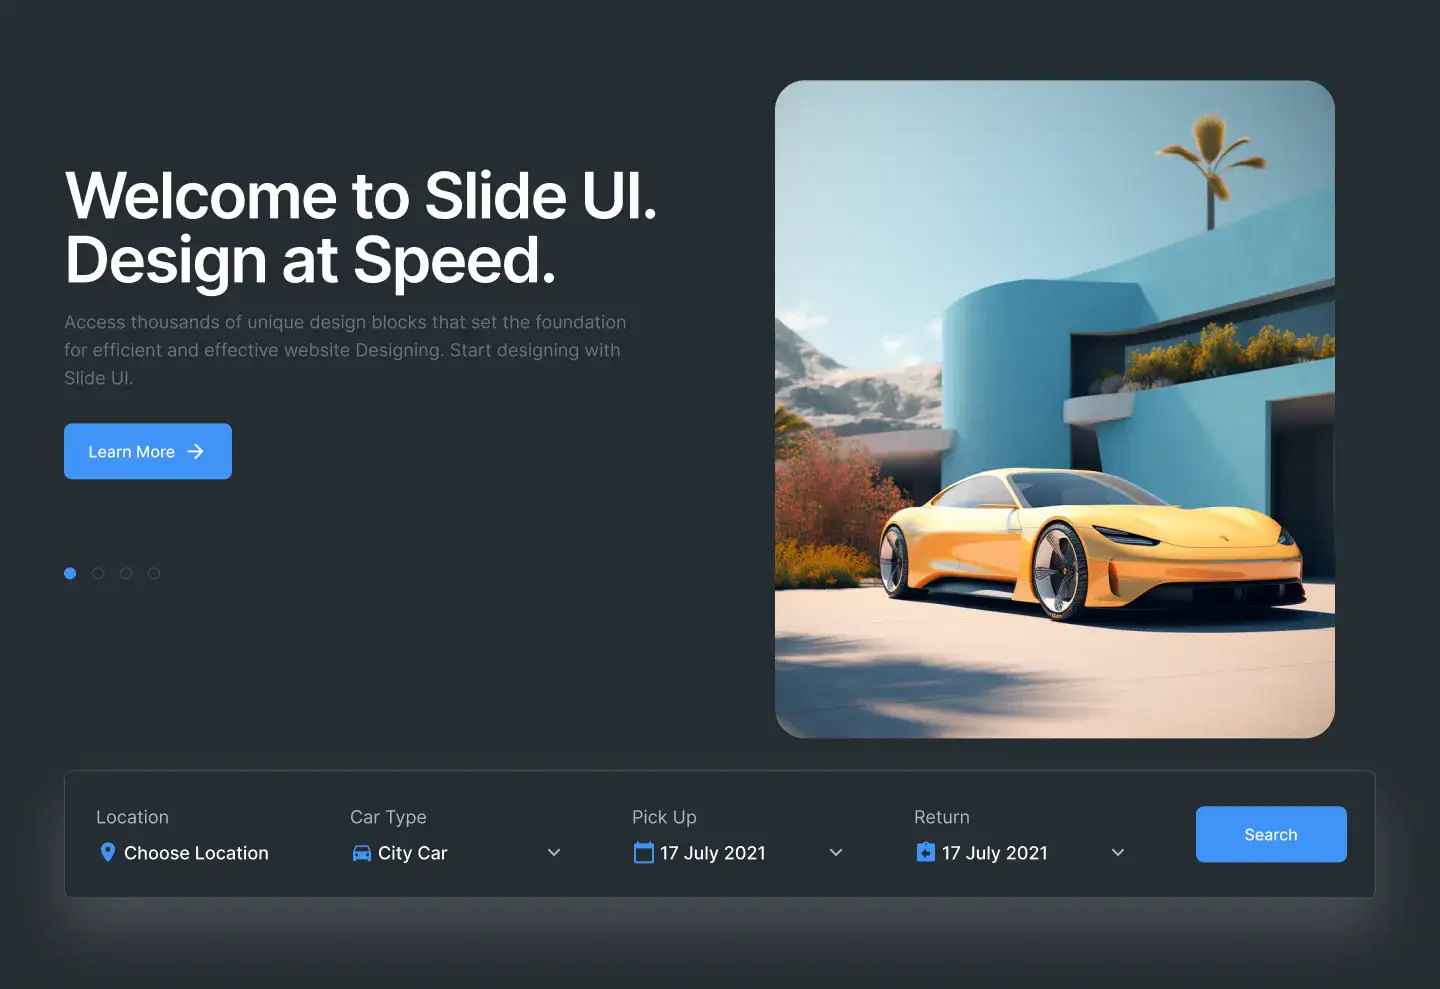 Welcome to Slide UI.
Design at Speed.
Access thousands of unique design blocks that set the foundation
for efficient and effective website Designing. Start designing with
Slide UI.
Learn More
Location
Choose Location
Car Type
City Car
Pick Up
17 July 2021
Return
17 July 2021
Search